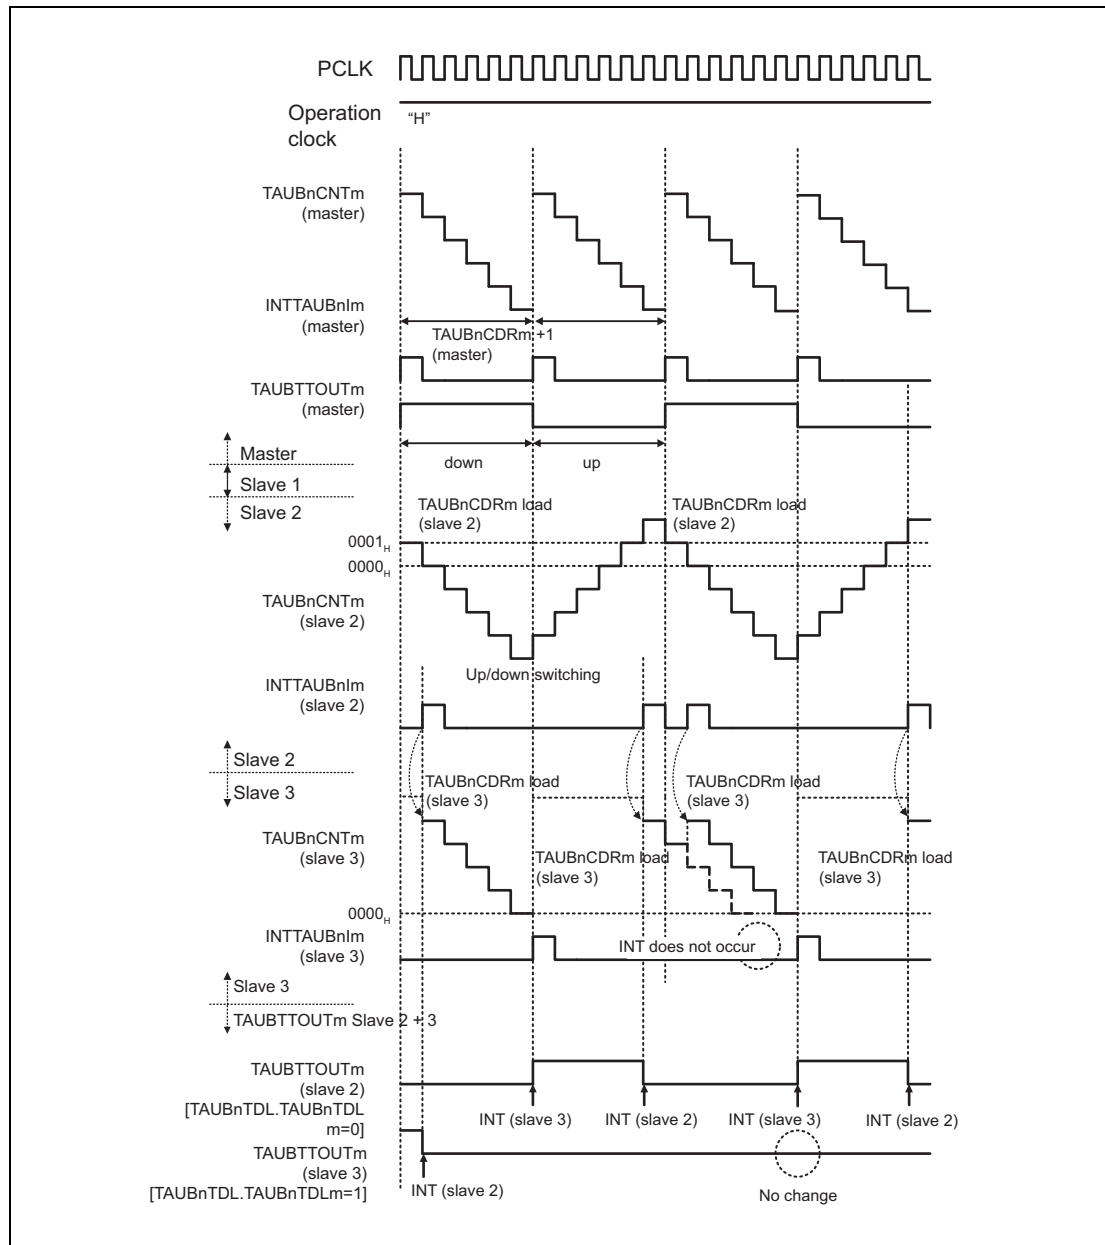 PCLK
Operation
clock
“H”
TAUBnCNTm
(master)
INTTAUBnIm
(master)
TAUBnCDRm +1
(master)
TAUBTTOUTm
(master)
Master
down
up
Slave 1
Slave 2
TAUBnCDRm load
(slave 2)
TAUBnCDRm load
(slave 2)
0001H
0000H
TAUBnCNTm
(slave 2)
Up/down switching
INTTAUBnIm
(slave 2)
Slave 2
Slave 3
TAUBnCDRm load
(slave 3)
TAUBnCDRm load
(slave 3)
TAUBnCNTm
(slave 3)
TAUBnCDRm load
(slave 3)
TAUBnCDRm load
(slave 3)
0000H
INTTAUBnIm
(slave 3)
INT does not occur
Slave 3
TAUBTTOUTm Slave 2 + 3
TAUBTTOUTm
(slave 2)
[TAUBnTDL.TAUBnTDL
m=0]
INT (slave 3)
INT (slave 2)
INT (slave 3)
INT (slave 2)
TAUBTTOUTm
(slave 3)
[TAUBnTDL.TAUBnTDLm=1]
INT (slave 2)
No change